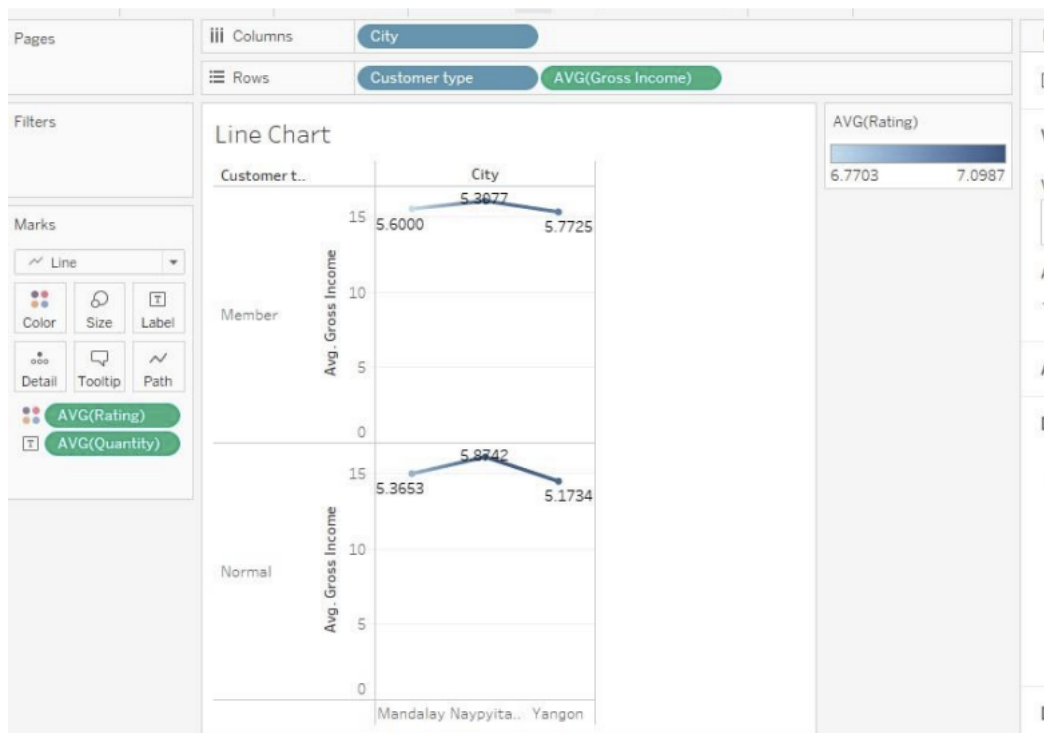 Pages
Columns
City
Rows
Customer type
AVG(Gross Income)
Filters
Marks
Line
Color
Size
Label
Detail
Tooltip
Path
AVG(Rating)
AVG(Quantity)
Line Chart
Customer t..
City
Member
Avg. Gross Income
15
10
5
0
5.6000
5.3077
5.7725
Normal
Avg. Gross Income
15
10
5
0
5.3653
5.8742
5.1734
Mandalay Naypyita.. Yangon
AVG(Rating)
6.7703 7.0987